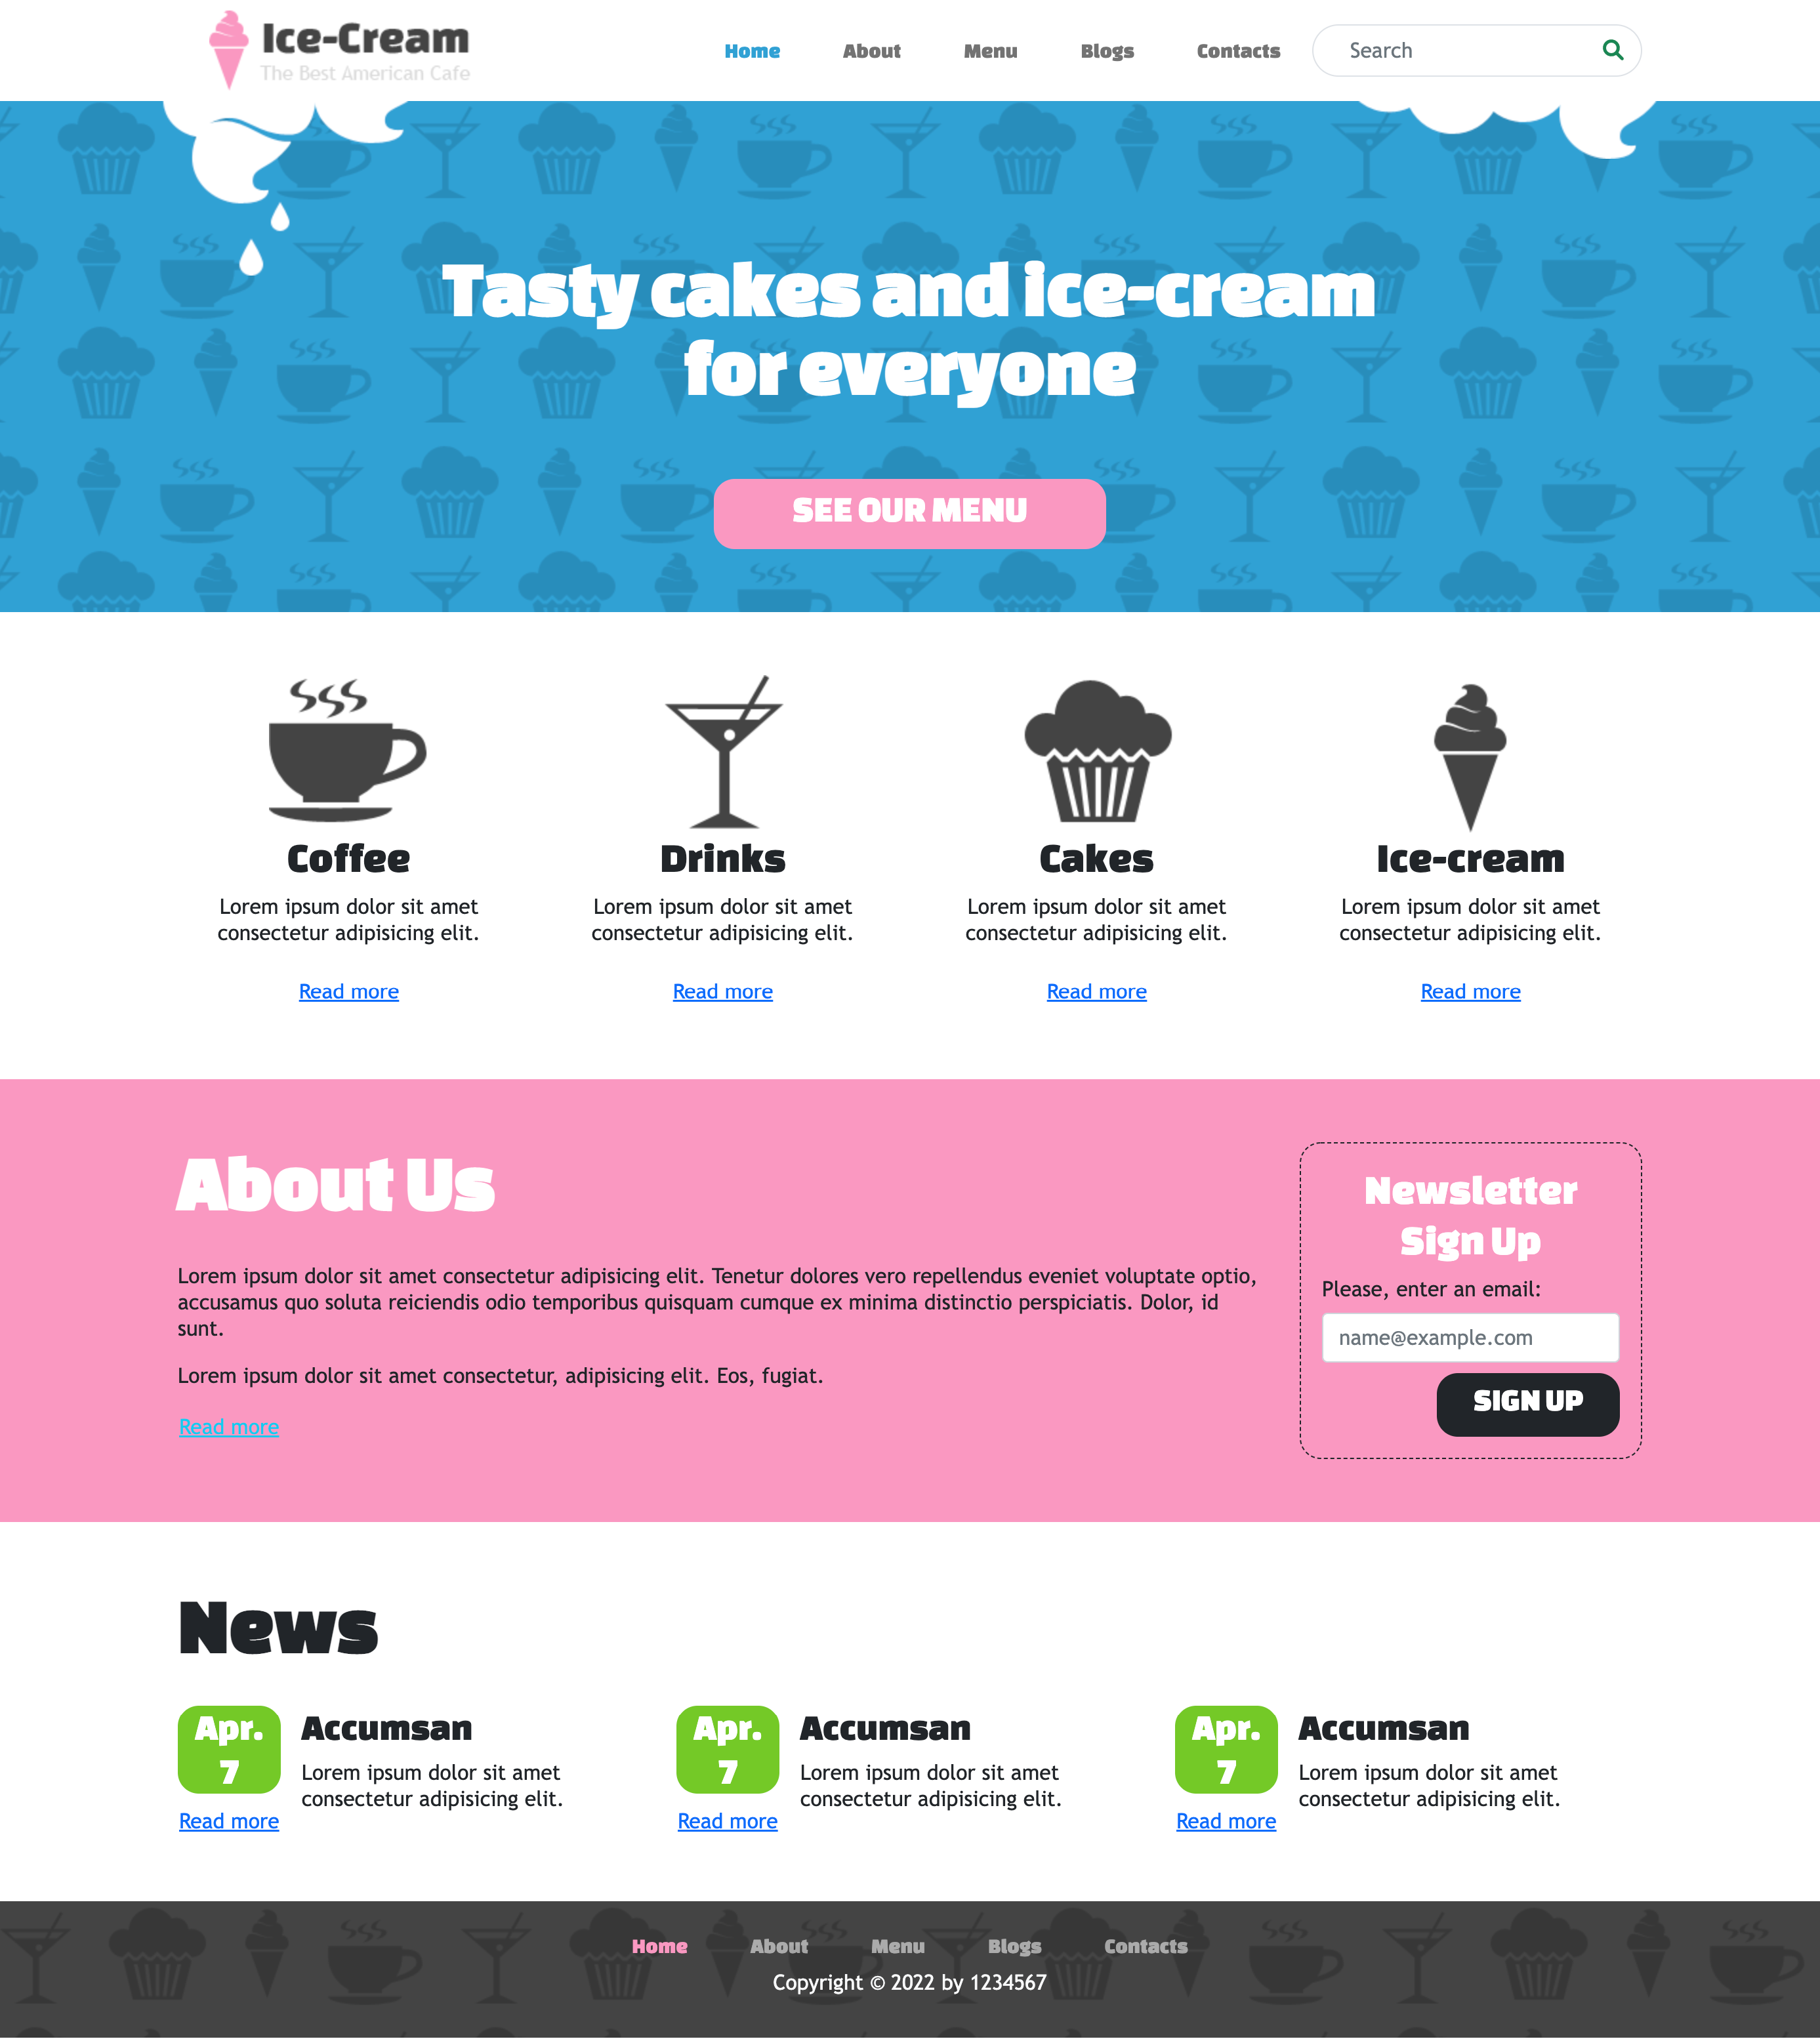 Ice-Cream
The Best American Cafe
Home About Menu Blogs Contacts Search
Tasty cakes and ice-cream
for everyone
SEE OUR MENU
Coffee
Lorem ipsum dolor sit amet
consectetur adipisicing elit.
Read more
Drinks
Lorem ipsum dolor sit amet
consectetur adipisicing elit.
Read more
Cakes
Lorem ipsum dolor sit amet
consectetur adipisicing elit.
Read more
Ice-cream
Lorem ipsum dolor sit amet
consectetur adipisicing elit.
Read more
About Us
Lorem ipsum dolor sit amet consectetur adipisicing elit. Tenetur dolores vero repellendus eveniet voluptate optio,
accusamus quo soluta reiciendis odio temporibus quisquam cumque ex minima distinctio perspiciatis. Dolor, id
sunt.
Lorem ipsum dolor sit amet consectetur, adipisicing elit. Eos, fugiat.
Read more
Newsletter
Sign Up
Please, enter an email:
name@example.com
SIGN UP
News
Apr.
7
Read more
Accumsan
Lorem ipsum dolor sit amet
consectetur adipisicing elit.
Apr.
7
Read more
Accumsan
Lorem ipsum dolor sit amet
consectetur adipisicing elit.
Apr.
7
Read more
Accumsan
Lorem ipsum dolor sit amet
consectetur adipisicing elit.
Home About Menu Blogs Contacts
Copyright © 2022 by 1234567